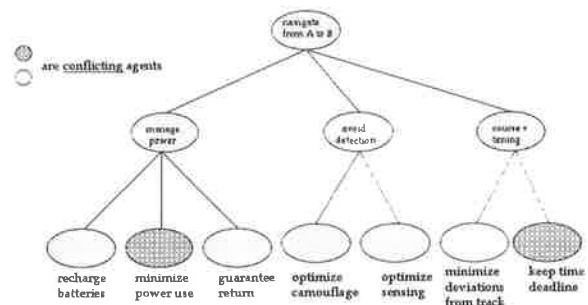 navigate
from A to B
are conflicting agents
manage
power
avoid
detection
course +
timing
recharge
batteries
minimize
power use
guarantee
return
optimize
camouflage
optimize
sensing
minimize
deviations
from track
keep time
deadline